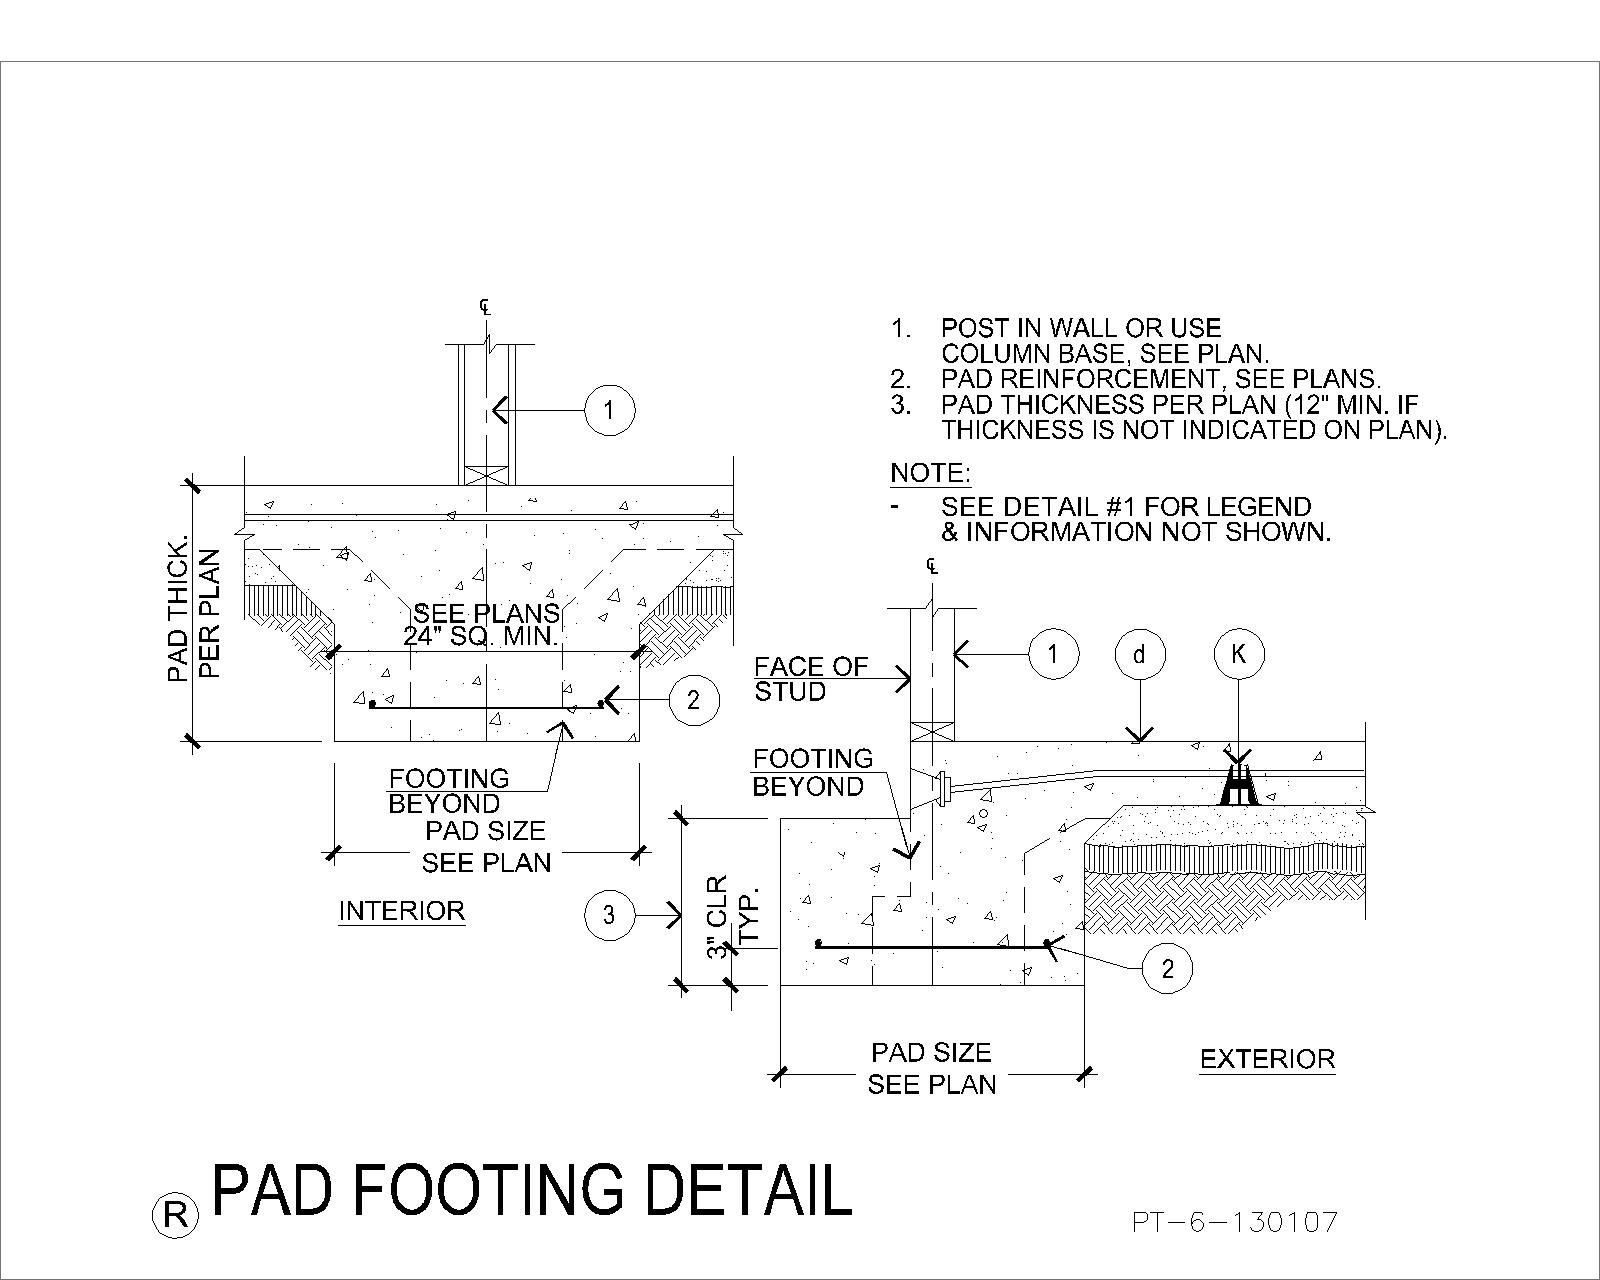 ℄
1
1. POST IN WALL OR USE
COLUMN BASE, SEE PLAN.
2. PAD REINFORCEMENT, SEE PLANS.
3. PAD THICKNESS PER PLAN (12" MIN. IF
THICKNESS IS NOT INDICATED ON PLAN).
NOTE:
- SEE DETAIL #1 FOR LEGEND
& INFORMATION NOT SHOWN.
PAD THICK.
PER PLAN
SEE PLANS
24" SQ. MIN.
2
FOOTING
BEYOND
PAD SIZE
SEE PLAN
INTERIOR
℄
FACE OF
STUD
1
d
K
FOOTING
BEYOND
3
3" CLR
TYP.
2
PAD SIZE
SEE PLAN
EXTERIOR
R
PAD FOOTING DETAIL
PT-6-130107